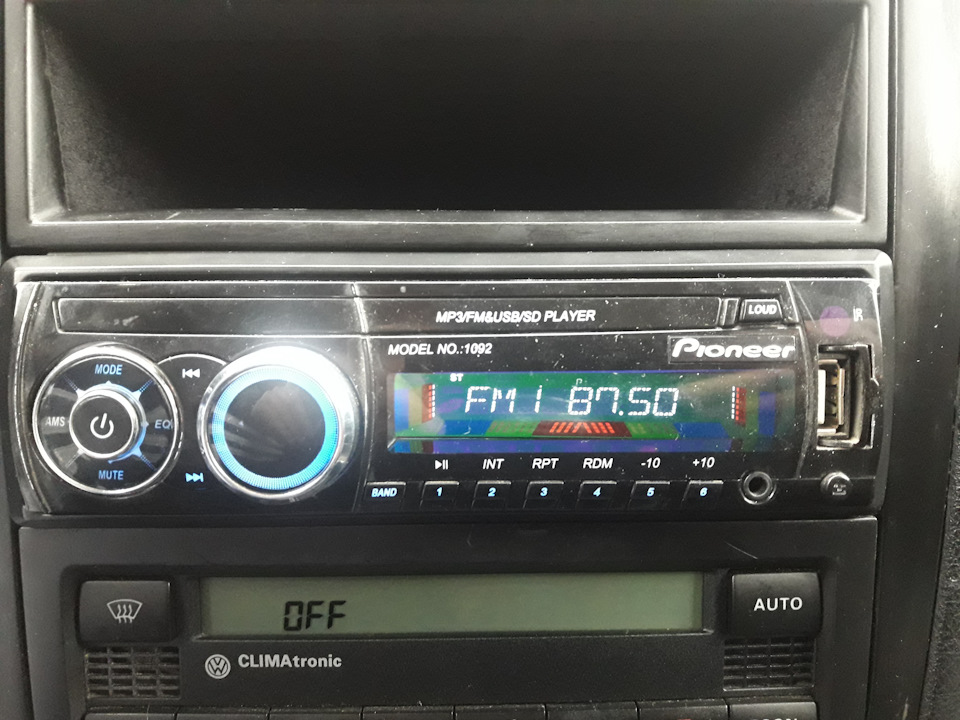 MP3/FM&USB/SD PLAYER
LOUD
IR
MODEL NO.:1092
Pioneer
MODE
AMS
EQ
MUTE
ST
FM1 87.50
INT RPT RDM -10 +10
BAND 1 2 3 4 5 6
OFF
AUTO
CLIMAtronic